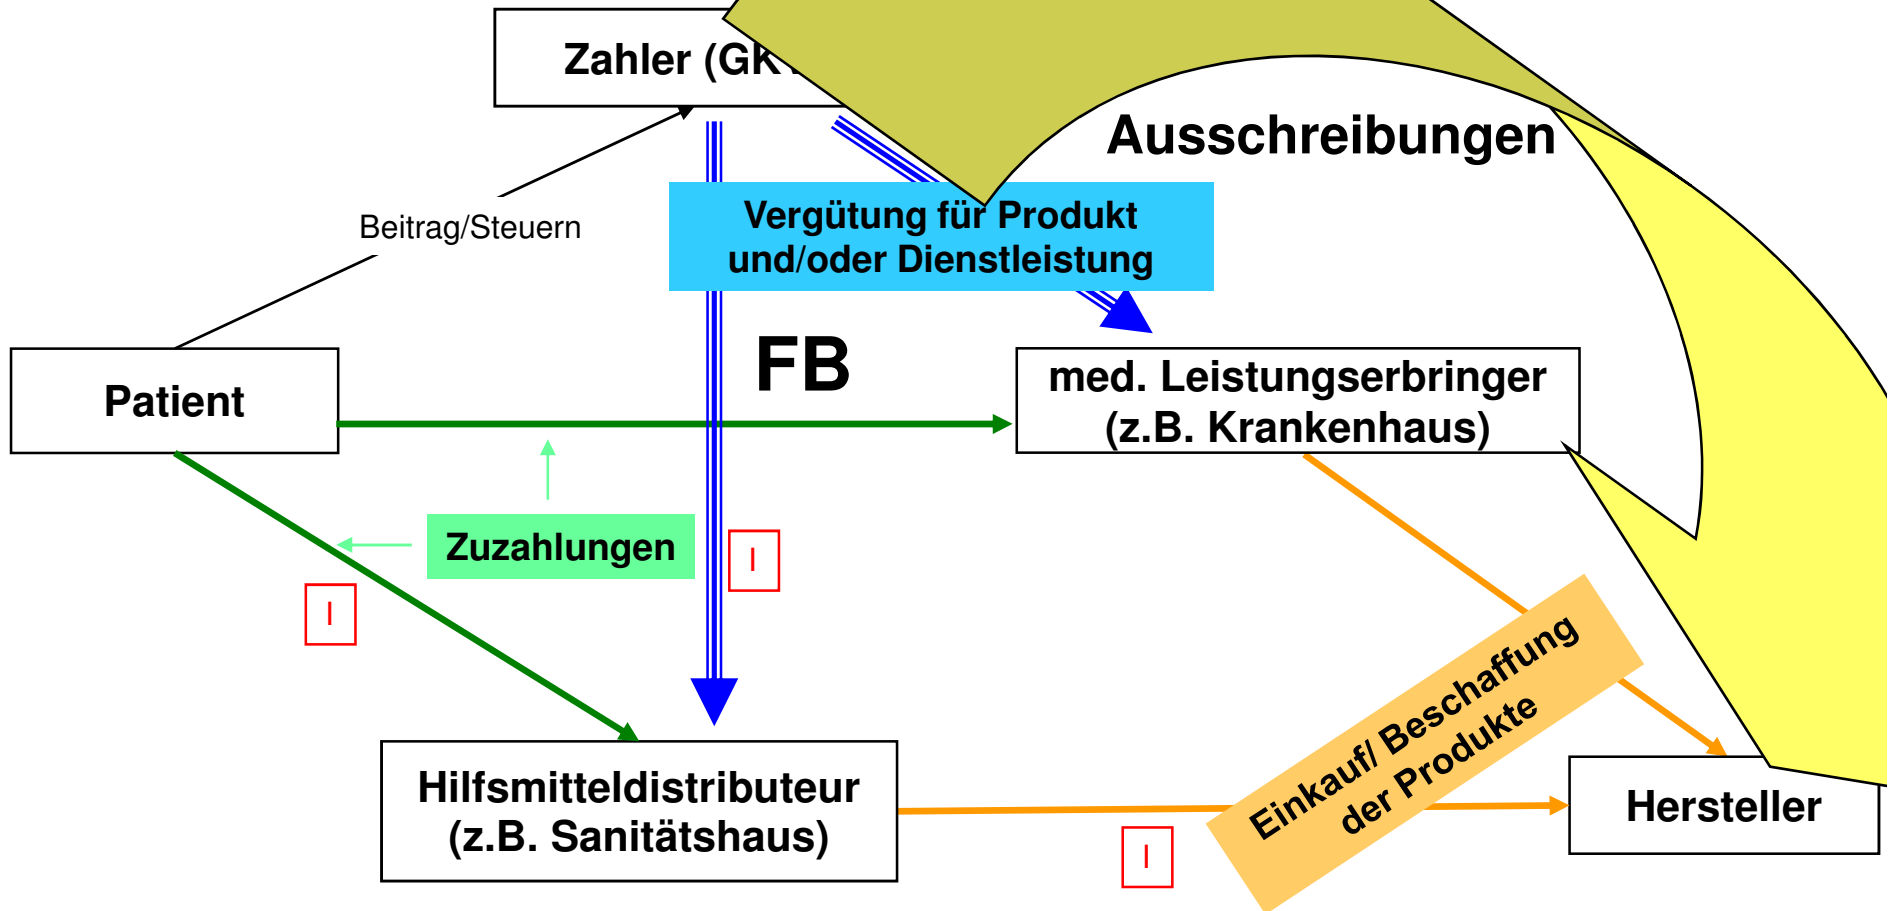 Zahler (GKV
Ausschreibungen
Vergütung für Produkt
und/oder Dienstleistung
Beitrag/Steuern
FB
Patient
med. Leistungserbringer
(z.B. Krankenhaus)
Zuzahlungen
I
I
Einkauf/ Beschaffung
der Produkte
Hilfsmitteldistributeur
(z.B. Sanitätshaus)
Hersteller
I